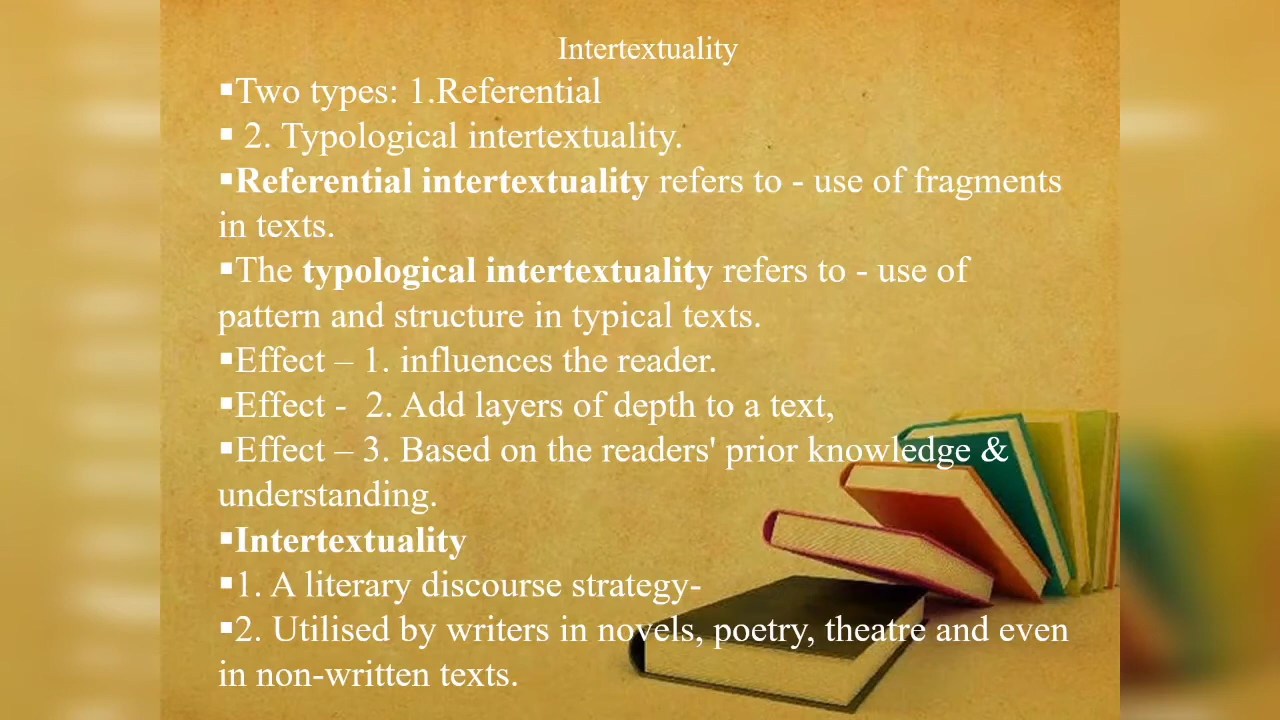 Intertextuality
▪Two types: 1.Referential
▪ 2. Typological intertextuality.
▪Referential intertextuality refers to - use of fragments
in texts.
▪The typological intertextuality refers to - use of
pattern and structure in typical texts.
▪Effect – 1. influences the reader.
▪Effect -  2. Add layers of depth to a text,
▪Effect – 3. Based on the readers' prior knowledge &
understanding.
▪Intertextuality
▪1. A literary discourse strategy-
▪2. Utilised by writers in novels, poetry, theatre and even
in non-written texts.